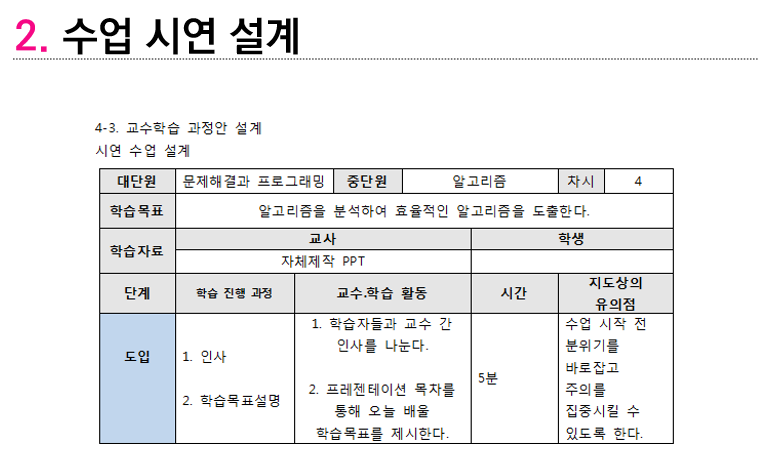 2. 수업 시연 설계
4-3. 교수학습 과정안 설계
시연 수업 설계
대단원 문제해결과 프로그래밍 중단원 알고리즘 차시 4
학습목표 알고리즘을 분석하여 효율적인 알고리즘을 도출한다.
학습자료 교사 학생
자체제작 PPT
단계 학습 진행 과정 교수.학습 활동 시간 지도상의
유의점
도입
1. 인사
2. 학습목표설명
1. 학습자들과 교수 간
인사를 나눈다.
2. 프레젠테이션 목차를
통해 오늘 배울
학습목표를 제시한다.
5분
수업 시작 전
분위기를
바로잡고
주의를
집중시킬 수
있도록 한다.